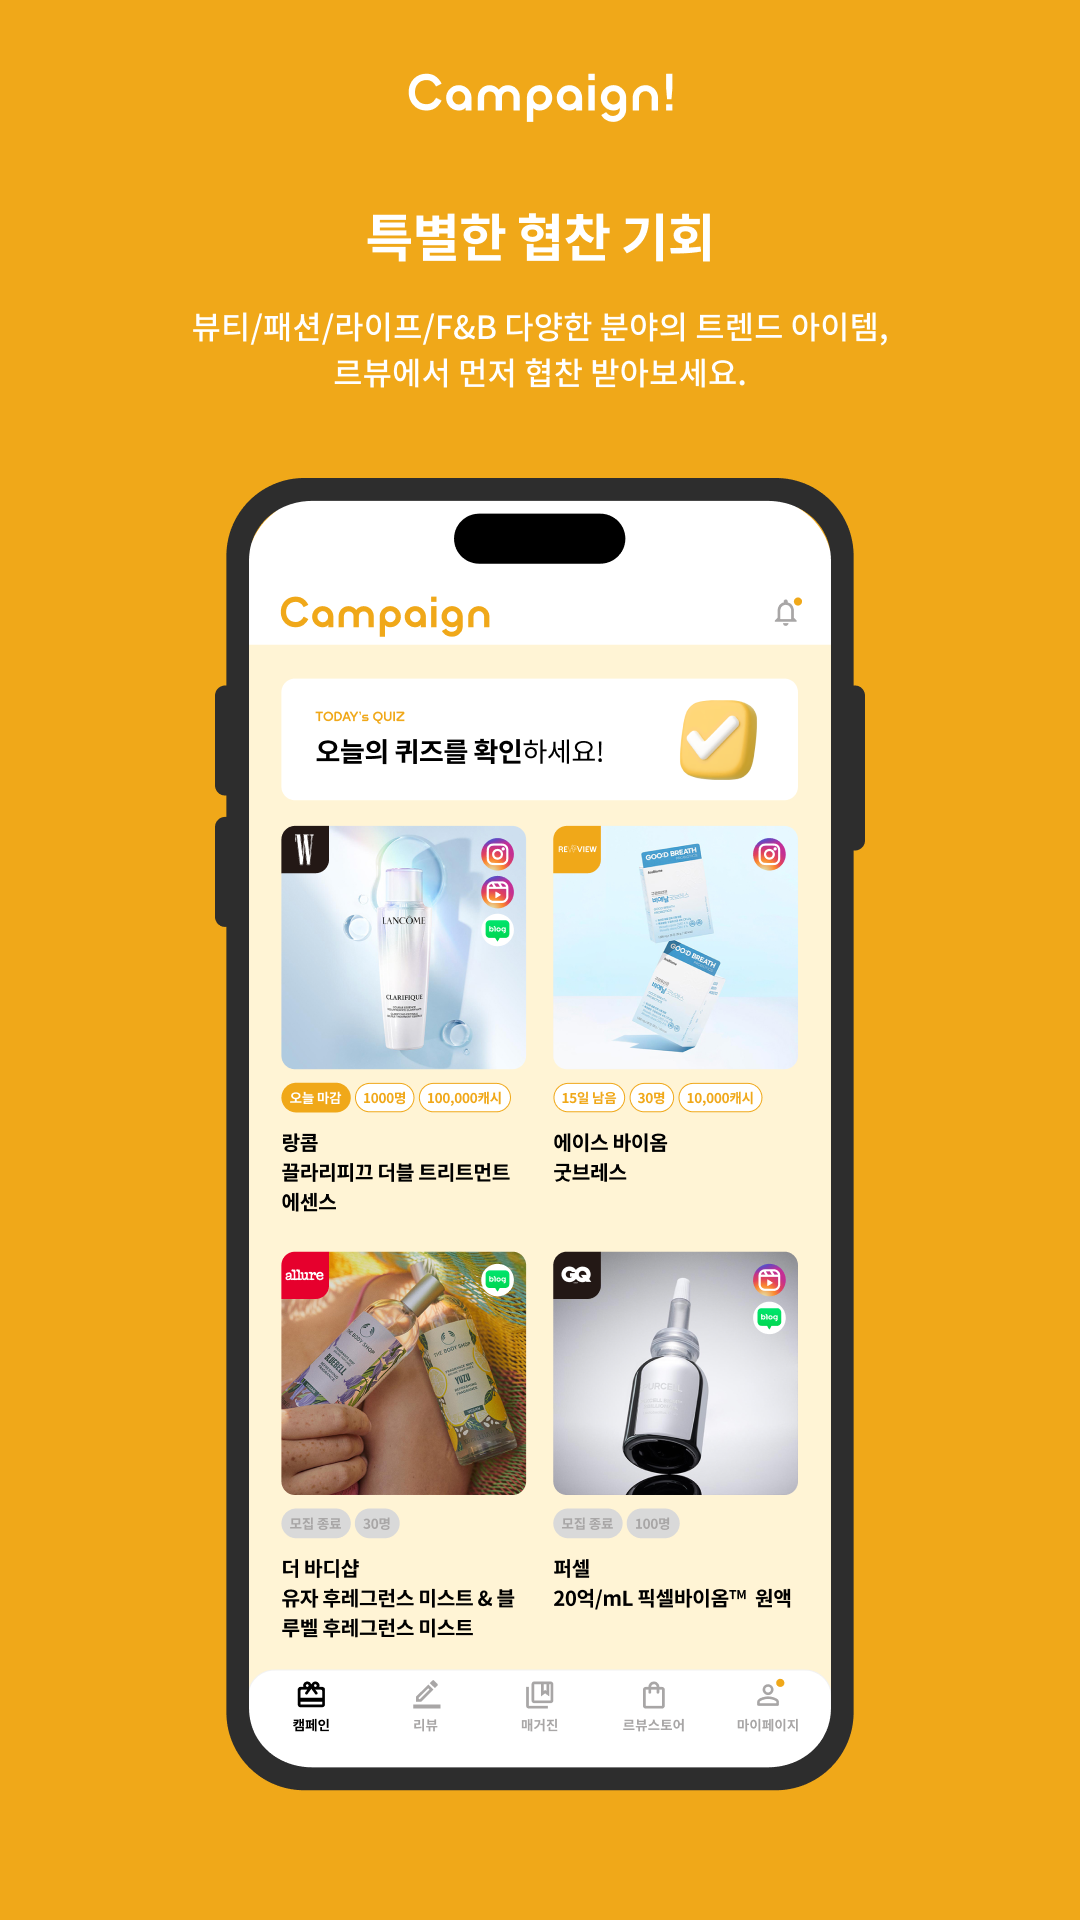 Campaign!
특별한 협찬 기회
뷰티/패션/라이프/F&B 다양한 분야의 트렌드 아이템,
르뷰에서 먼저 협찬 받아보세요.
Campaign
TODAY's QUIZ
오늘의 퀴즈를 확인하세요!
W
LANCÔME
CLARIFIQUE
blog
REVIEW
GOO:D BREATH
GOO:D BREATH
오늘 마감 1000명 100,000캐시
15일 남음 30명 10,000캐시
랑콤
끌라리피끄 더블 트리트먼트
에센스
에이스 바이옴
굿브레스
allure
blog
THE BODY SHOP
BLUEBELL
THE BODY SHOP
YUZU
GQ
blog
모집 종료 30명
모집 종료 100명
더 바디샵
유자 후레그런스 미스트 & 블
루벨 후레그런스 미스트
퍼셀
20억/mL 픽셀바이옴™ 원액
캠페인
리뷰
매거진
르뷰스토어
마이페이지